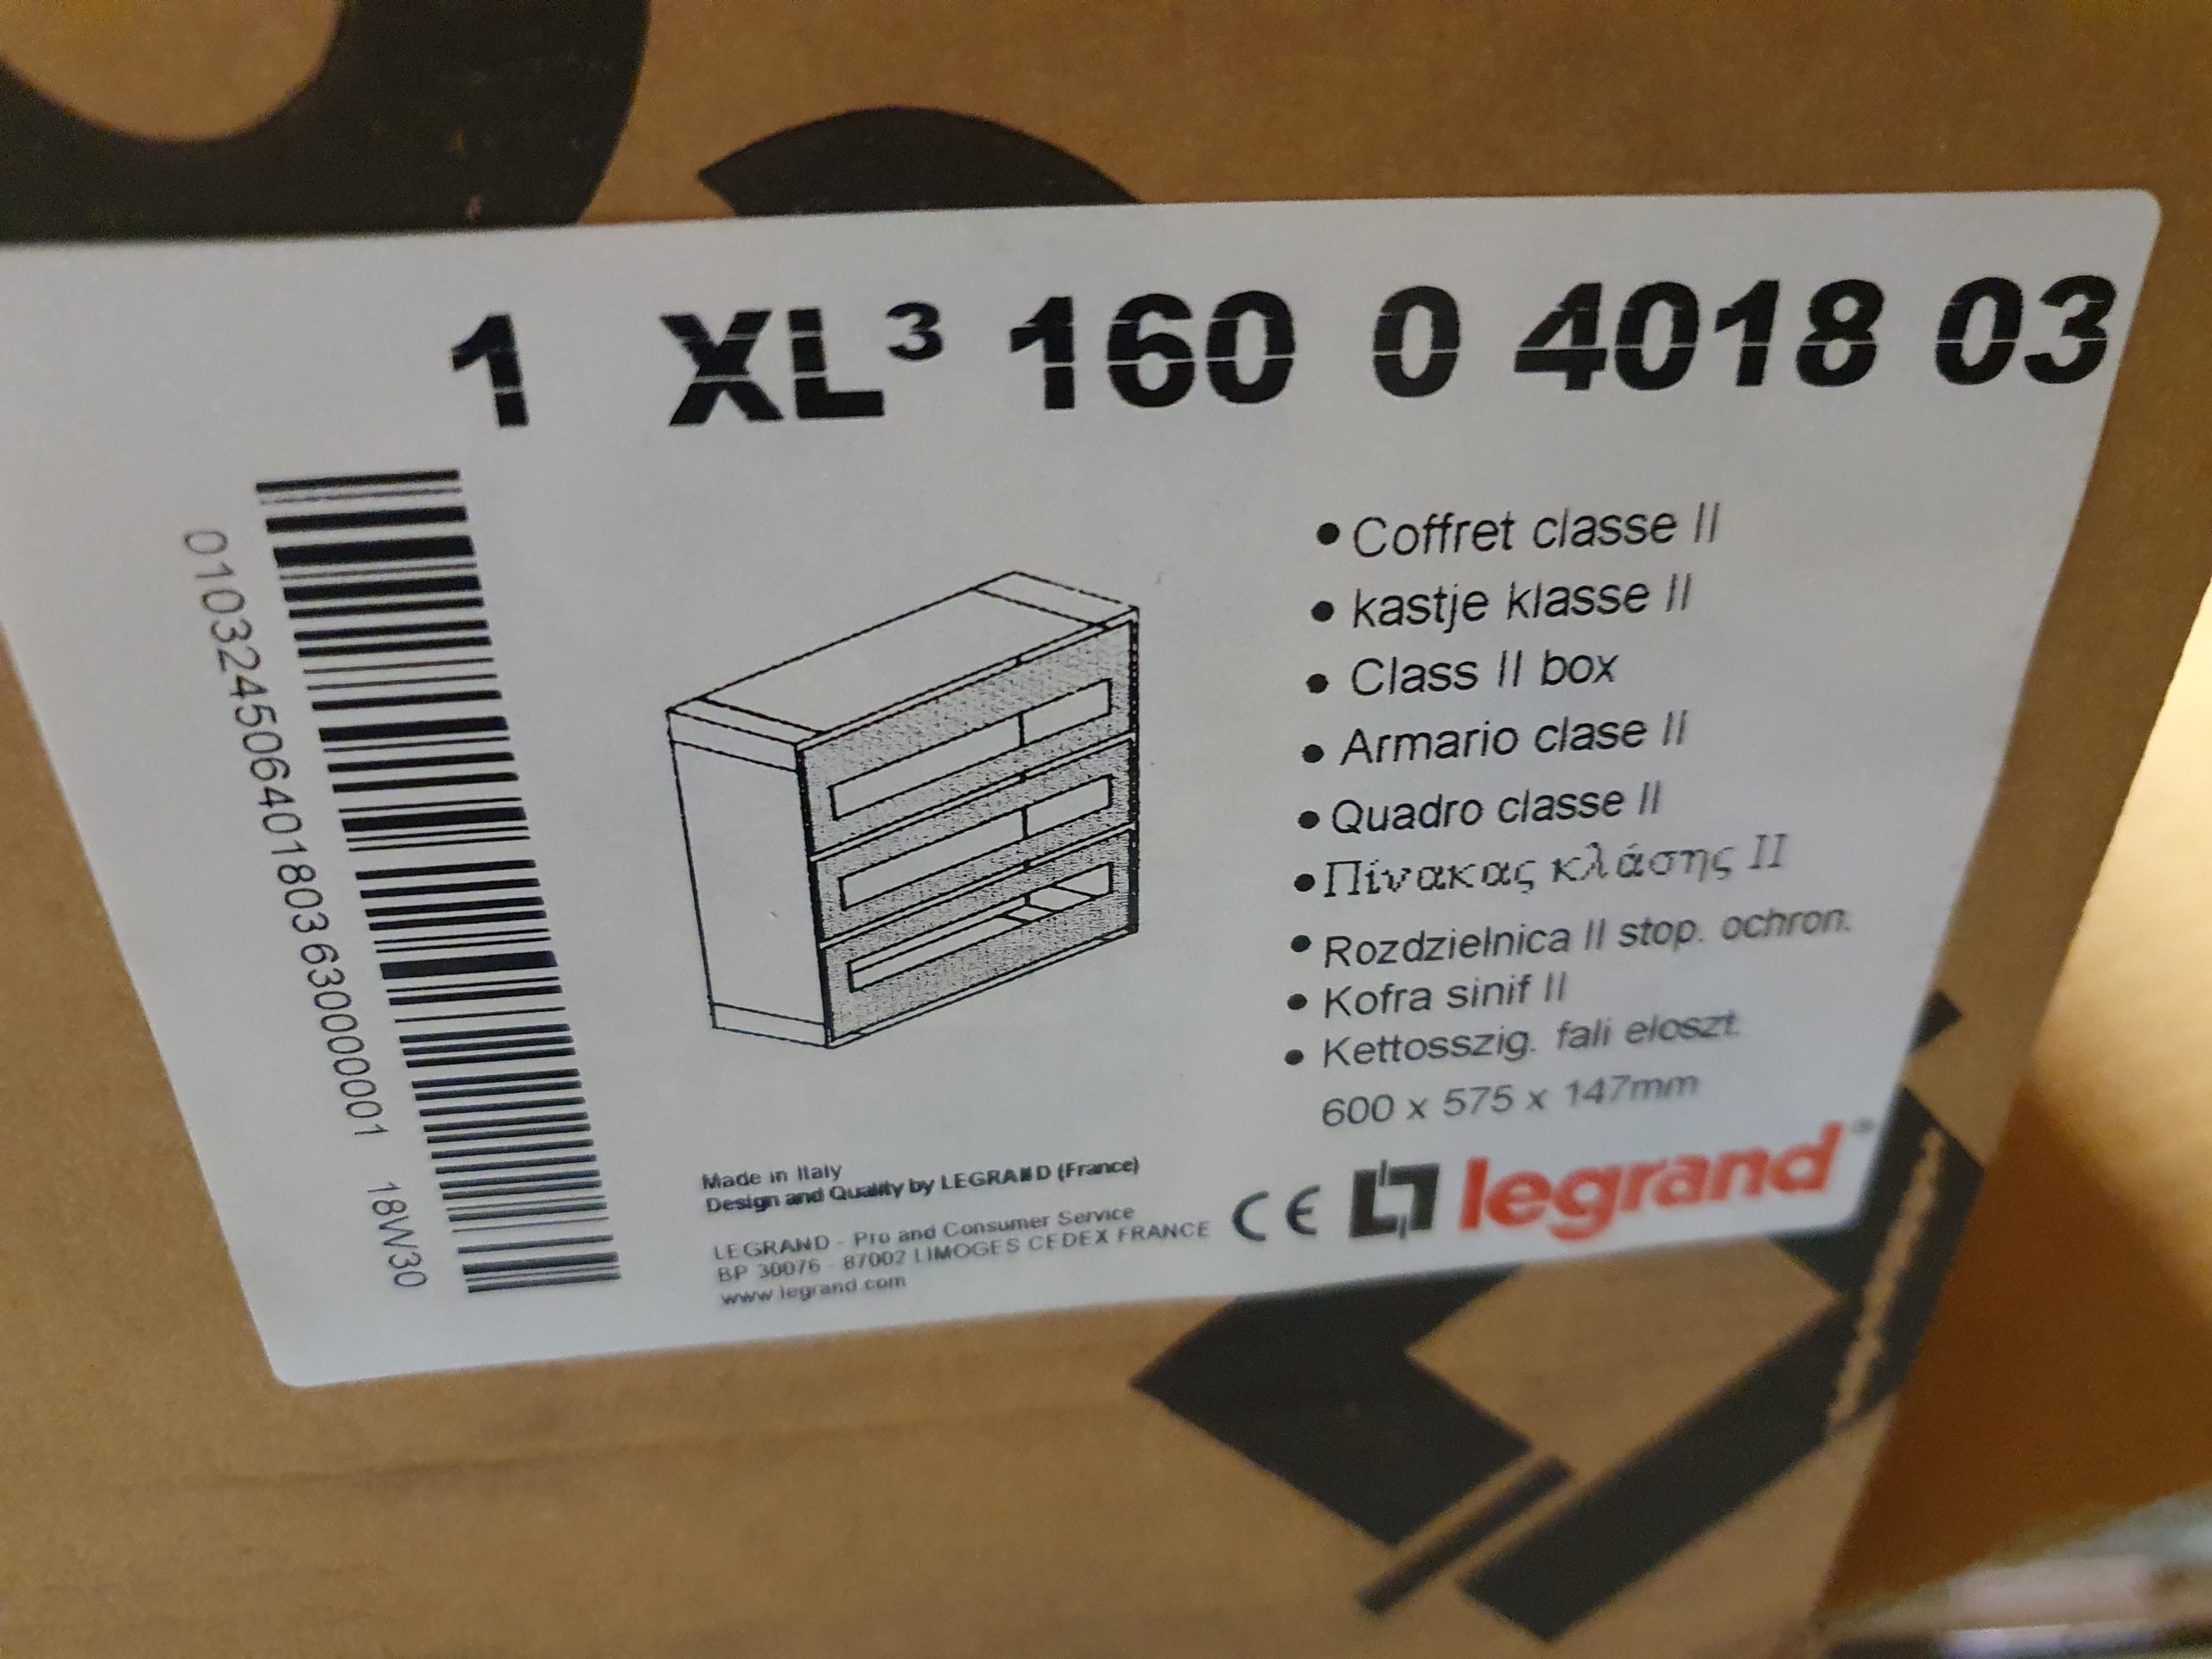 1 XL³ 160 0 4018 03
0103245064018036300000​01 18W30
• Coffret classe II
• kastje klasse II
• Class II box
• Armario clase II
• Quadro classe II
• Πίνακας κλάσης II
• Rozdzielnica II stop. ochron.
• Kofra sinif II
• Kettosszig. fali eloszt.
600 x 575 x 147mm
Made in Italy
Design and Quality by LEGRAND (France)
LEGRAND - Pro and Consumer Service
BP 30076 - 87002 LIMOGES CEDEX FRANCE
www.legrand.com
CE legrand®